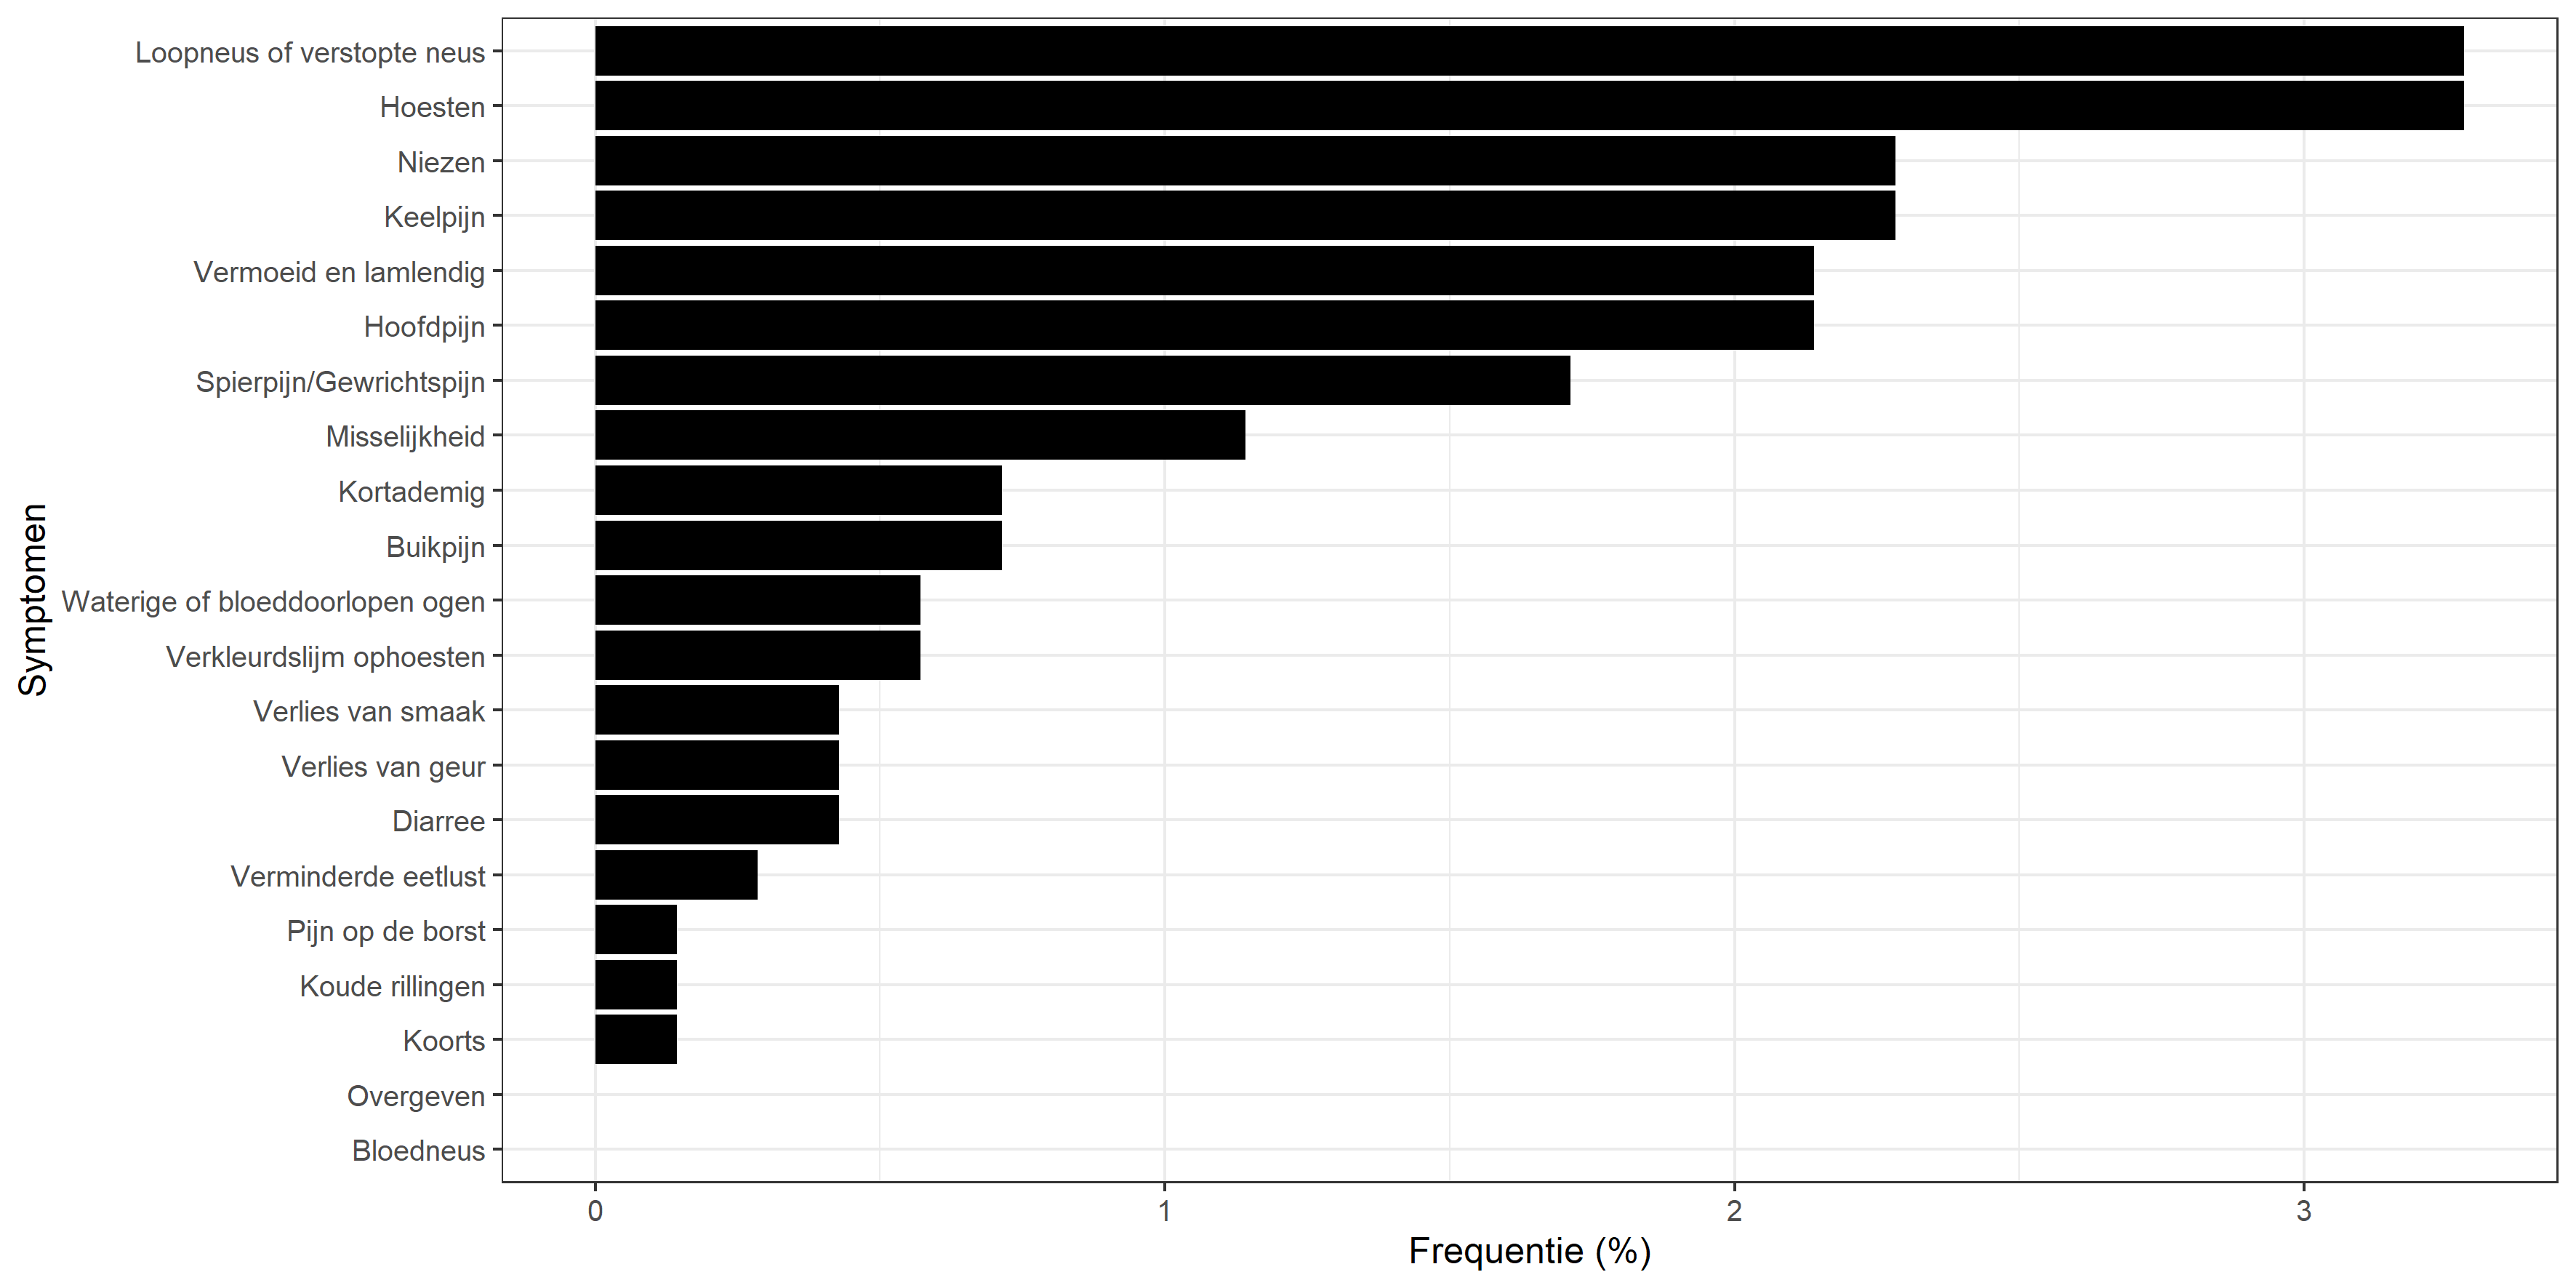 Loopneus of verstopte neus
Hoesten
Niezen
Keelpijn
Vermoeid en lamlendig
Hoofdpijn
Spierpijn/Gewrichtspijn
Misselijkheid
Kortademig
Buikpijn
Waterige of bloeddoorlopen ogen
Verkleurdslijm ophoesten
Verlies van smaak
Verlies van geur
Diarree
Verminderde eetlust
Pijn op de borst
Koude rillingen
Koorts
Overgeven
Bloedneus
Symptomen
0 1 2 3
Frequentie (%)